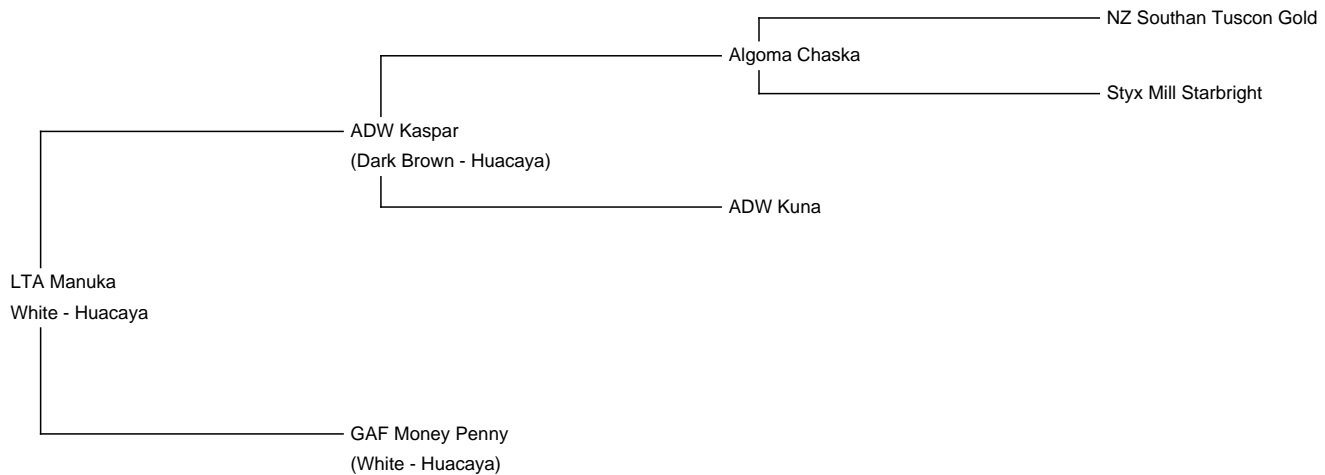 NZ Southan Tuscon Gold
Algoma Chaska
Styx Mill Starbright
ADW Kaspar
(Dark Brown - Huacaya)
ADW Kuna
LTA Manuka
White - Huacaya
GAF Money Penny
(White - Huacaya)